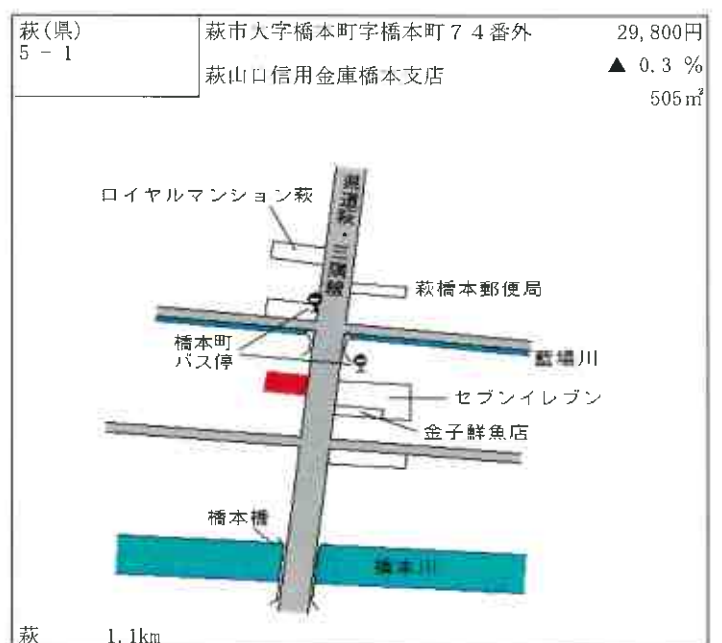 萩(県)
5 - 1
萩市大字橋本町字橋本町７４番外
29,800円
萩山口信用金庫橋本支店
▲ 0.3 %
505㎡
県道萩・三隅線
ロイヤルマンション萩
萩橋本郵便局
橋本町
バス停
藍場川
セブンイレブン
金子鮮魚店
橋本橋
橋本川
萩 1.1km